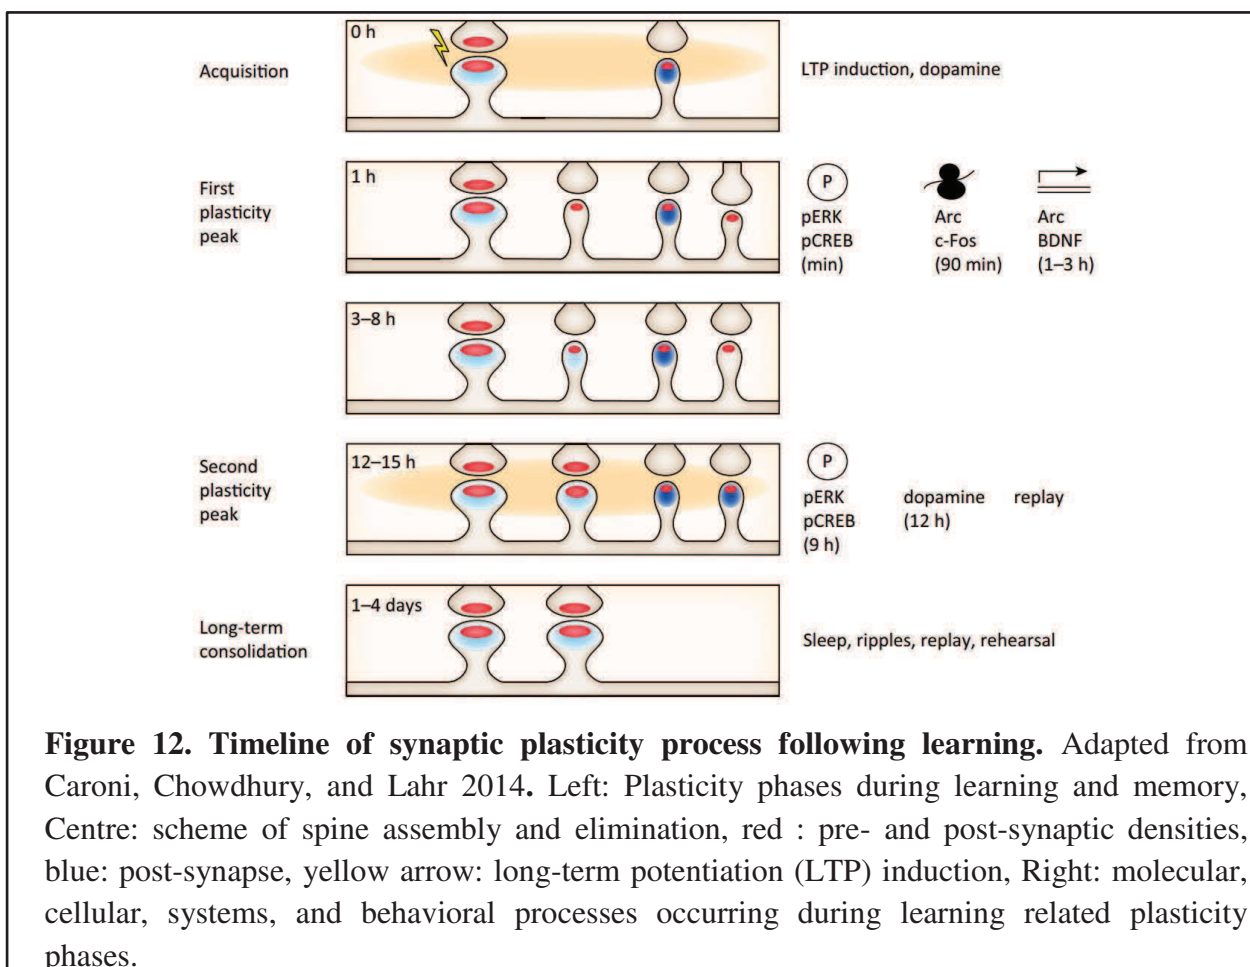 0 h
Acquisition
LTP induction, dopamine
1 h
First
plasticity
peak
P
pERK
pCREB
(min)
Arc
c-Fos
(90 min)
Arc
BDNF
(1–3 h)
3–8 h
12–15 h
Second
plasticity
peak
P
pERK
pCREB
(9 h)
dopamine
(12 h)
replay
1–4 days
Long-term
consolidation
Sleep, ripples, replay, rehearsal
Figure 12. Timeline of synaptic plasticity process following learning. Adapted from
Caroni, Chowdhury, and Lahr 2014. Left: Plasticity phases during learning and memory,
Centre: scheme of spine assembly and elimination, red : pre- and post-synaptic densities,
blue: post-synapse, yellow arrow: long-term potentiation (LTP) induction, Right: molecular,
cellular, systems, and behavioral processes occurring during learning related plasticity
phases.